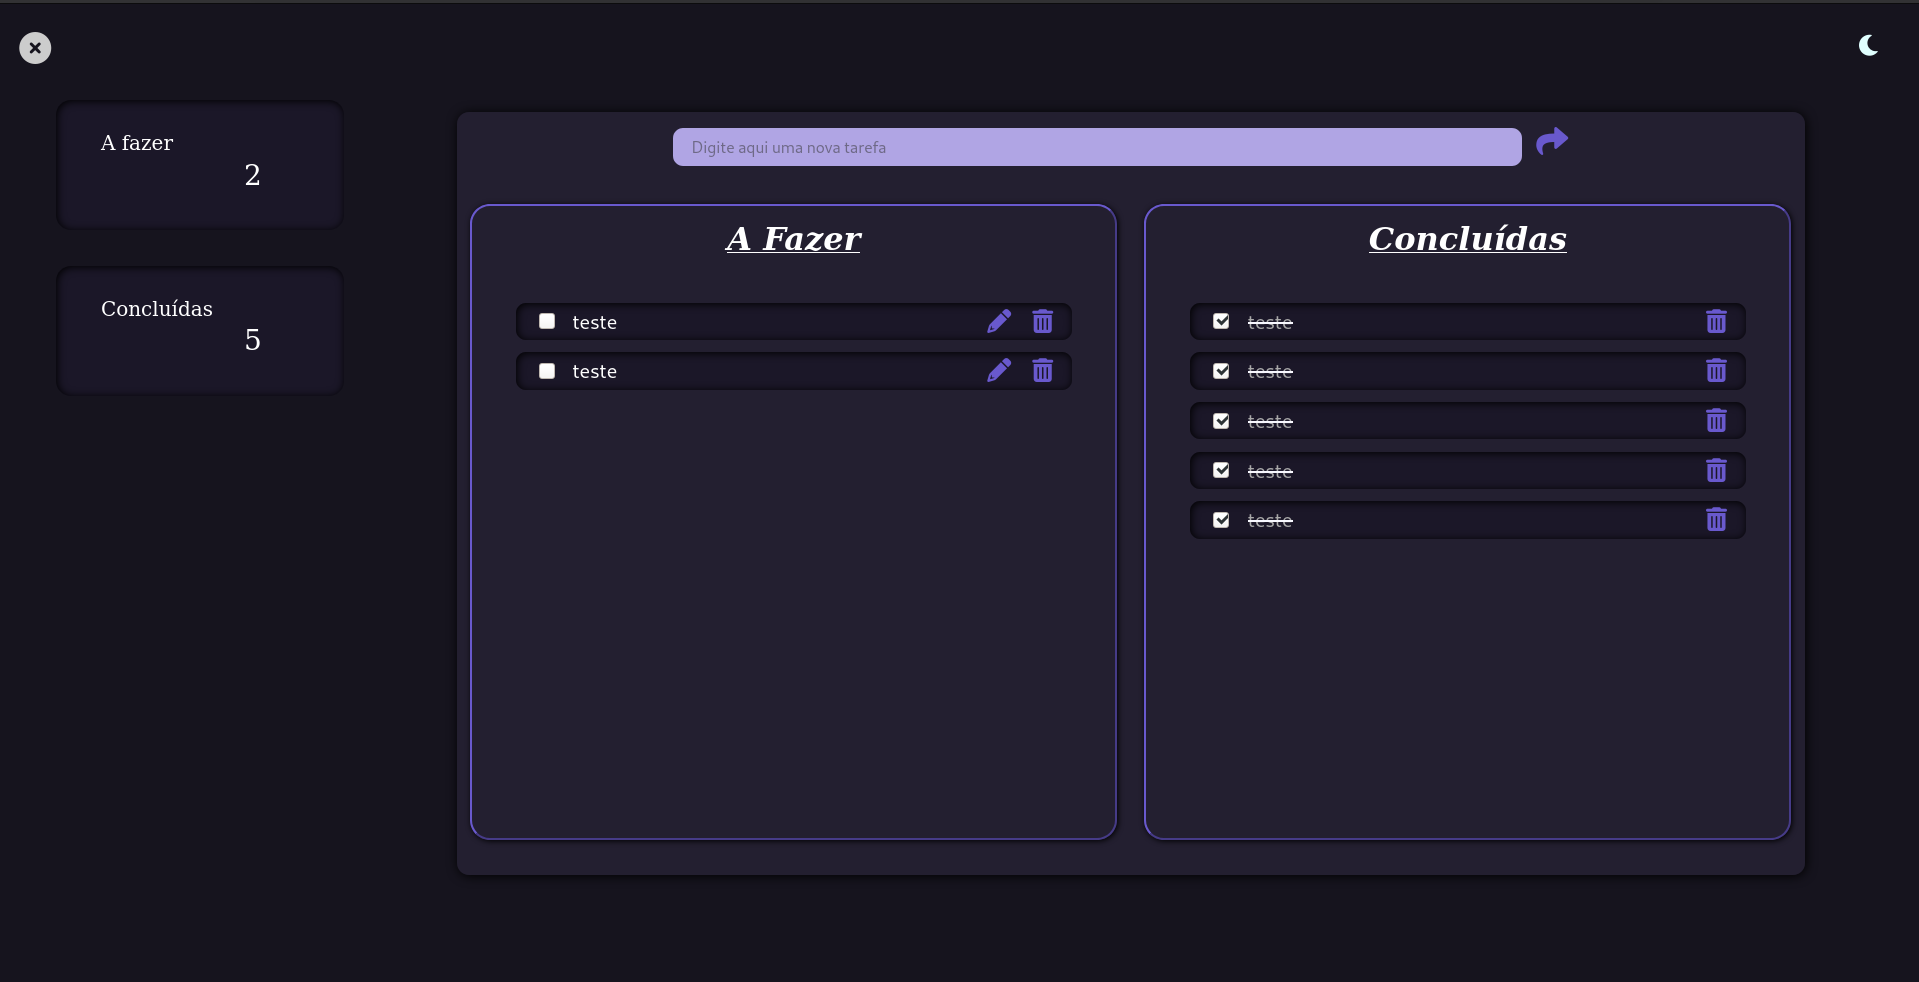 A fazer
2
Concluídas
5
Digite aqui uma nova tarefa
A Fazer
teste
teste
Concluídas
teste
teste
teste
teste
teste